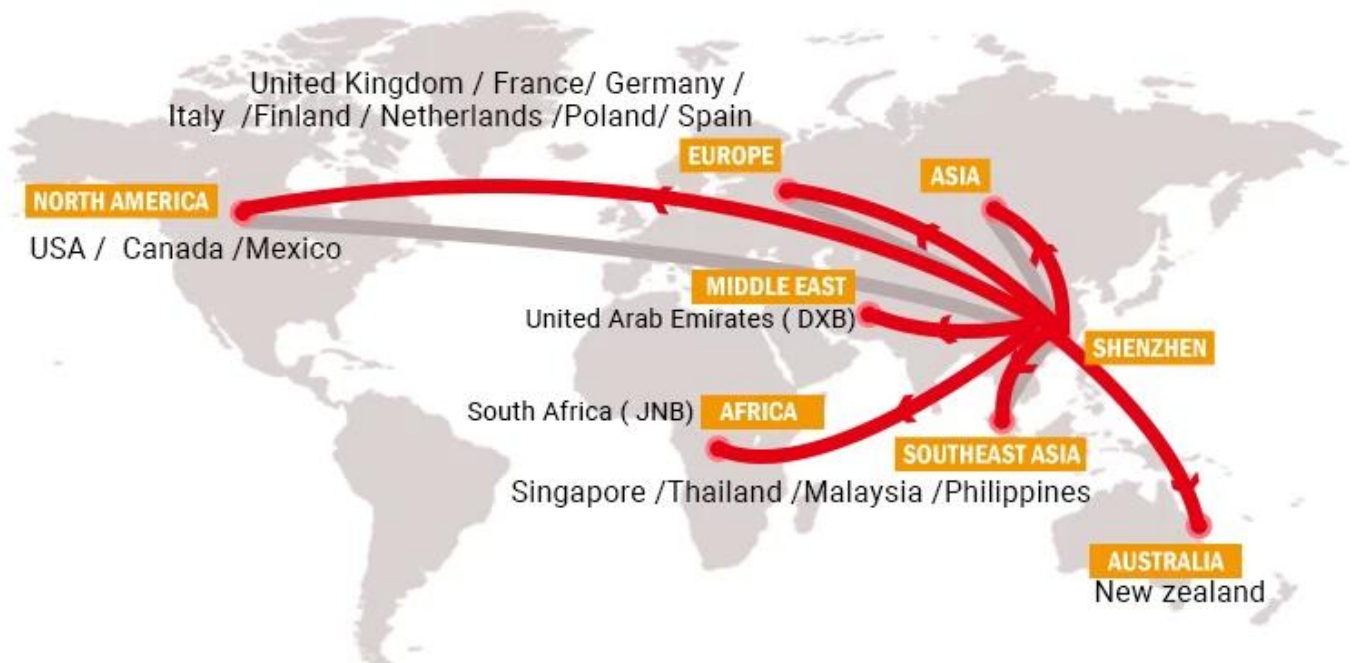 United Kingdom / France/ Germany /
Italy /Finland / Netherlands /Poland/ Spain
EUROPE
ASIA
NORTH AMERICA
USA / Canada /Mexico
MIDDLE EAST
United Arab Emirates ( DXB)
SHENZHEN
South Africa ( JNB)
AFRICA
SOUTHEAST ASIA
Singapore /Thailand /Malaysia /Philippines
AUSTRALIA
New zealand